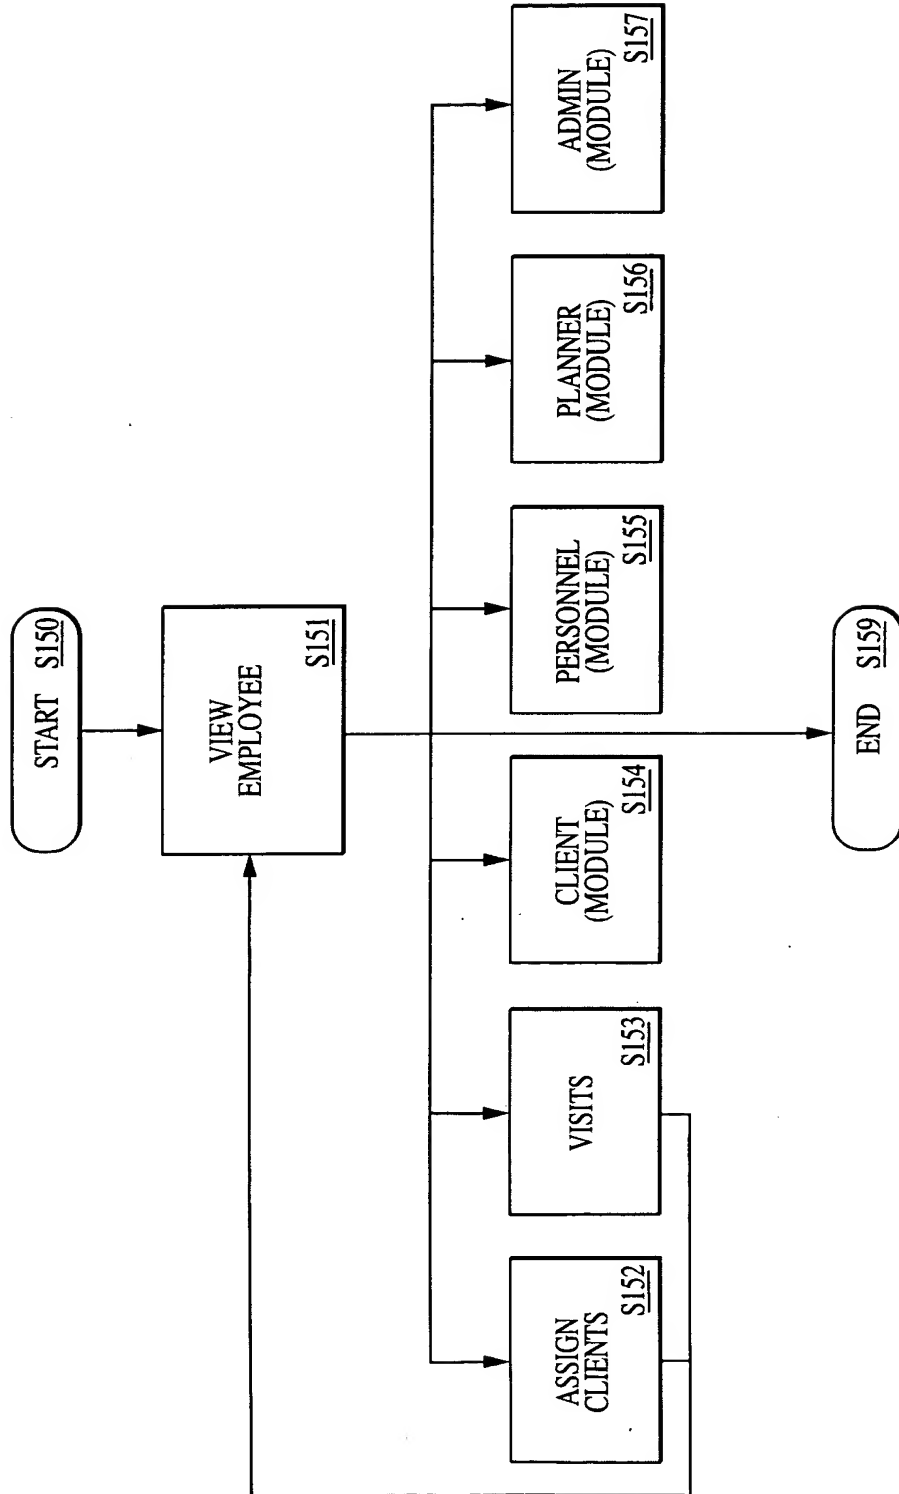 START S150
VIEW
EMPLOYEE
S151
ASSIGN
CLIENTS
S152
VISITS
S153
CLIENT
(MODULE)
S154
PERSONNEL
(MODULE)
S155
PLANNER
(MODULE)
S156
ADMIN
(MODULE)
S157
END S159